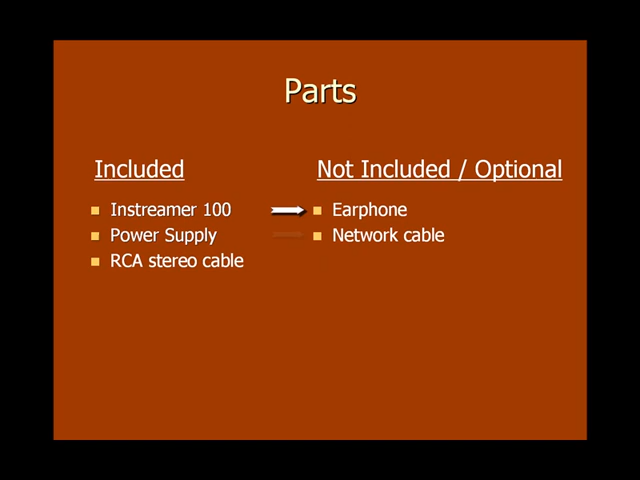 Parts
Included
Instreamer 100
Power Supply
RCA stereo cable
Not Included / Optional
Earphone
Network cable